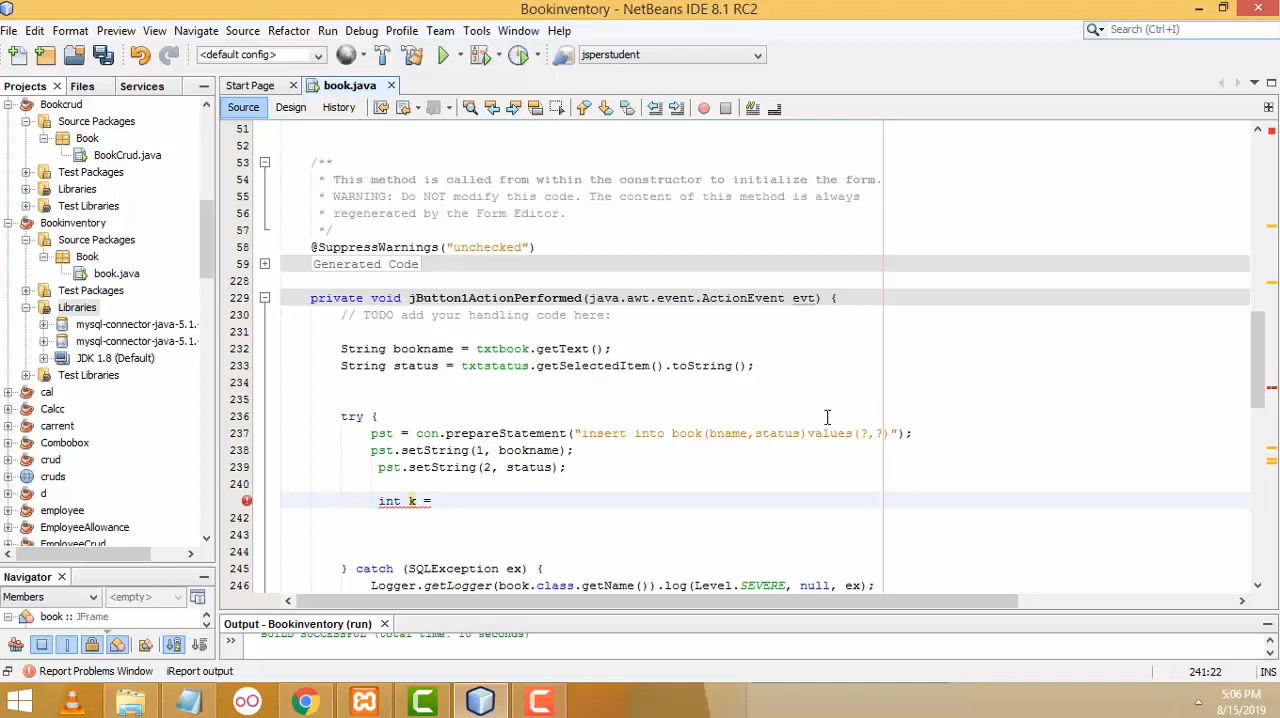 Bookinventory - NetBeans IDE 8.1 RC2
File Edit Format Preview View Navigate Source Refactor Run Debug Profile Team Tools Window Help
Search (Ctrl+I)
<default config>
jsperstudent
Projects Files Services
Start Page book.java
Source Design History
Bookcrud
Source Packages
Book
BookCrud.java
Test Packages
Libraries
Test Libraries
Bookinventory
Source Packages
Book
book.java
Test Packages
Libraries
mysql-connector-java-5.1.
mysql-connector-java-5.1.
JDK 1.8 (Default)
Test Libraries
cal
Calcc
carrent
Combobox
crud
cruds
d
employee
EmployeeAllowance
EmployeeCrud
Navigator
Members <empty>
book :: JFrame
51
52
53 /**
54 * This method is called from within the constructor to initialize the form.
55 * WARNING: Do NOT modify this code. The content of this method is always
56 * regenerated by the Form Editor.
57 */
58 @SuppressWarnings("unchecked")
59 Generated Code
228
229 private void jButton1ActionPerformed(java.awt.event.ActionEvent evt) {
230 // TODO add your handling code here:
231
232 String bookname = txtbook.getText();
233 String status = txtstatus.getSelectedItem().toString();
234
235
236 try {
237 pst = con.prepareStatement("insert into book(bname,status)values(?,?)");
238 pst.setString(1, bookname);
239 pst.setString(2, status);
240
int k =
242
243
244
245 } catch (SQLException ex) {
246 Logger.getLogger(book.class.getName()).log(Level.SEVERE, null, ex);
Output - Bookinventory (run)
BUILD SUCCESSFUL (total time: 10 seconds)
Report Problems Window iReport output
241:22 INS
5:06 PM
8/15/2019